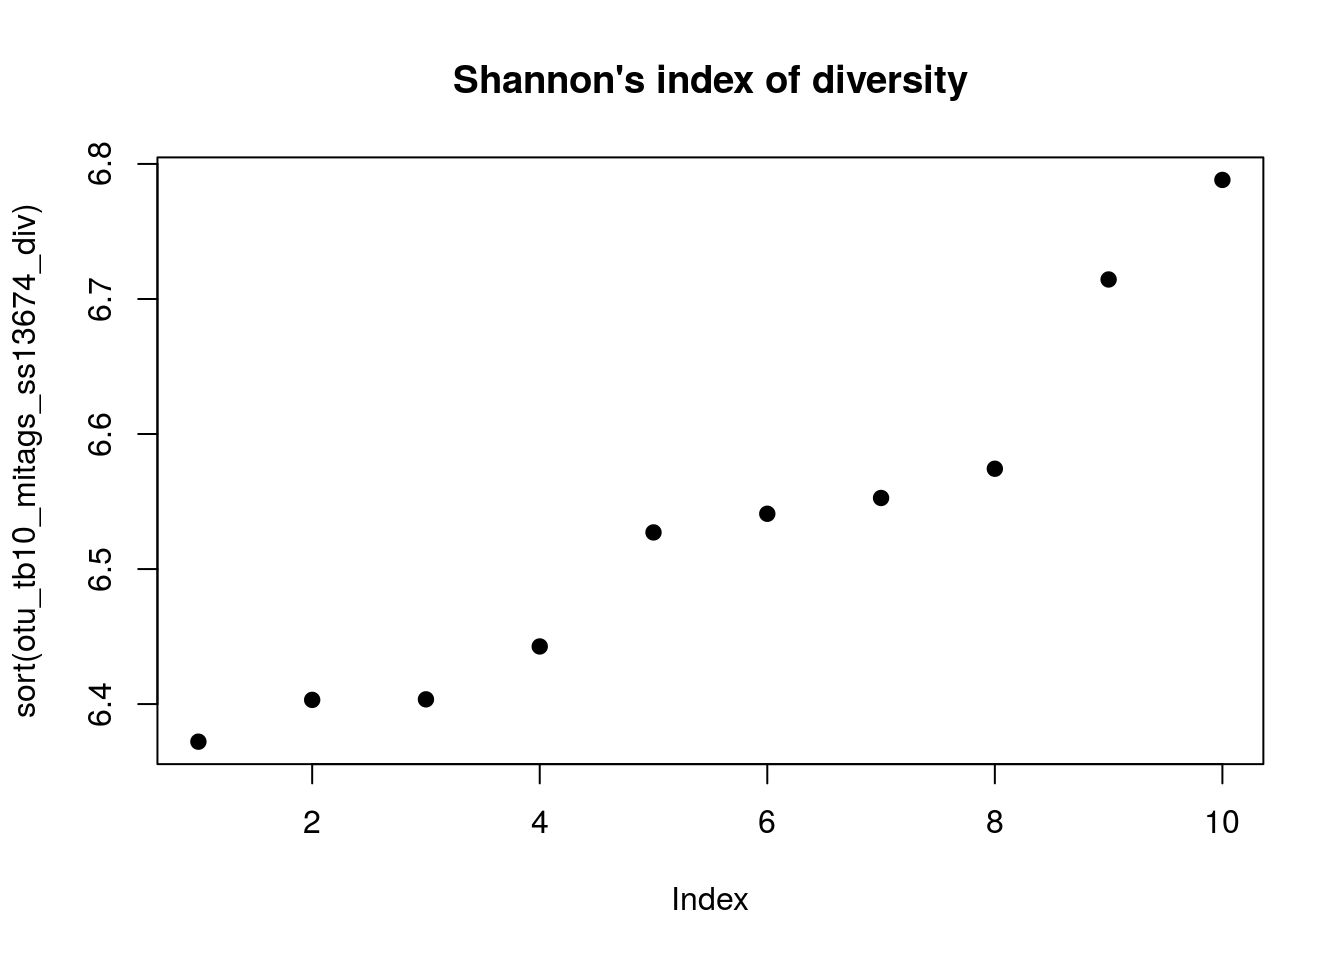 Shannon's index of diversity
sort(otu_tb10_mitags_ss13674_div)
6.8
6.7
6.6
6.5
6.4
2 4 6 8 10
Index